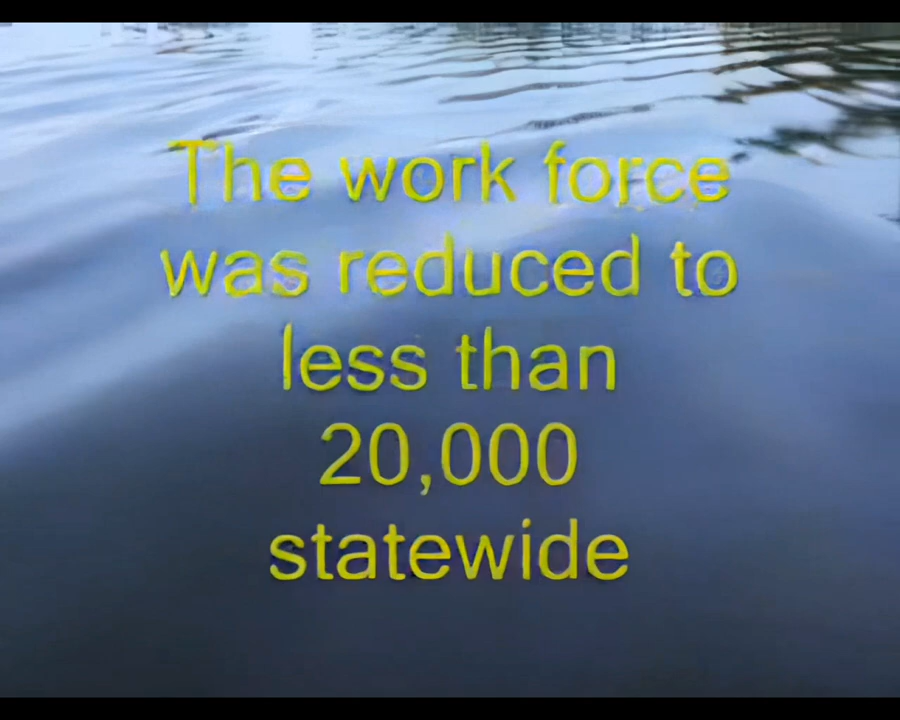 The work force
was reduced to
less than
20,000
statewide